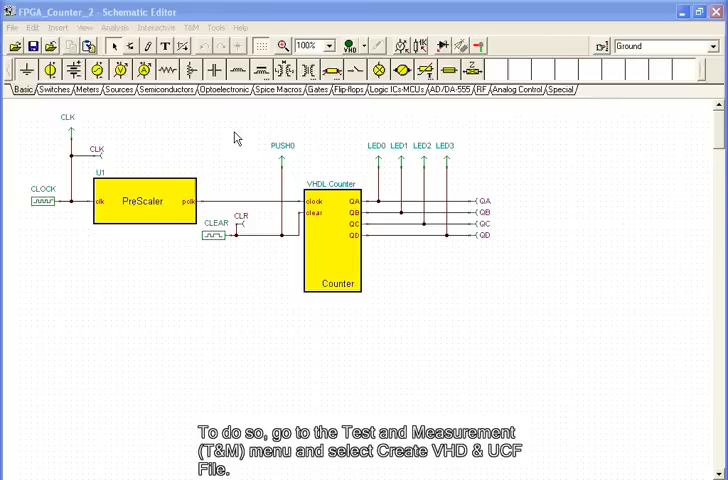 FPGA_Counter_2 - Schematic Editor
File Edit Insert View Analysis Interactive T&M Tools Help
100% VHD Ground
Basic Switches Meters Sources Semiconductors Optoelectronic Spice Macros Gates Flip-flops Logic ICs-MCUs AD/DA-555 RF Analog Control Special
CLK
CLK
PUSH0 LED0 LED1 LED2 LED3
U1
VHDL Counter
CLOCK
clk PreScaler pclk
clock
clear
QA QA
QB QB
QC QC
QD QD
CLEAR CLR
Counter
To do so, go to the Test and Measurement
(T&M) menu and select Create VHD & UCF
File.